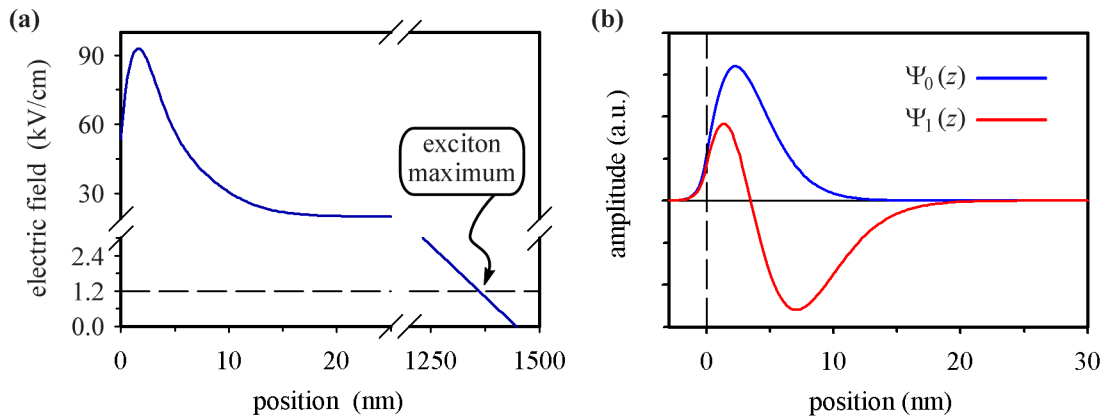 (a)
electric field (kV/cm)
90
60
30
2.4
1.2
0.0
exciton
maximum
0 10 20 1250 1500
position (nm)
(b)
amplitude (a.u.)
Ψ0(z)
Ψ1(z)
0 10 20 30
position (nm)